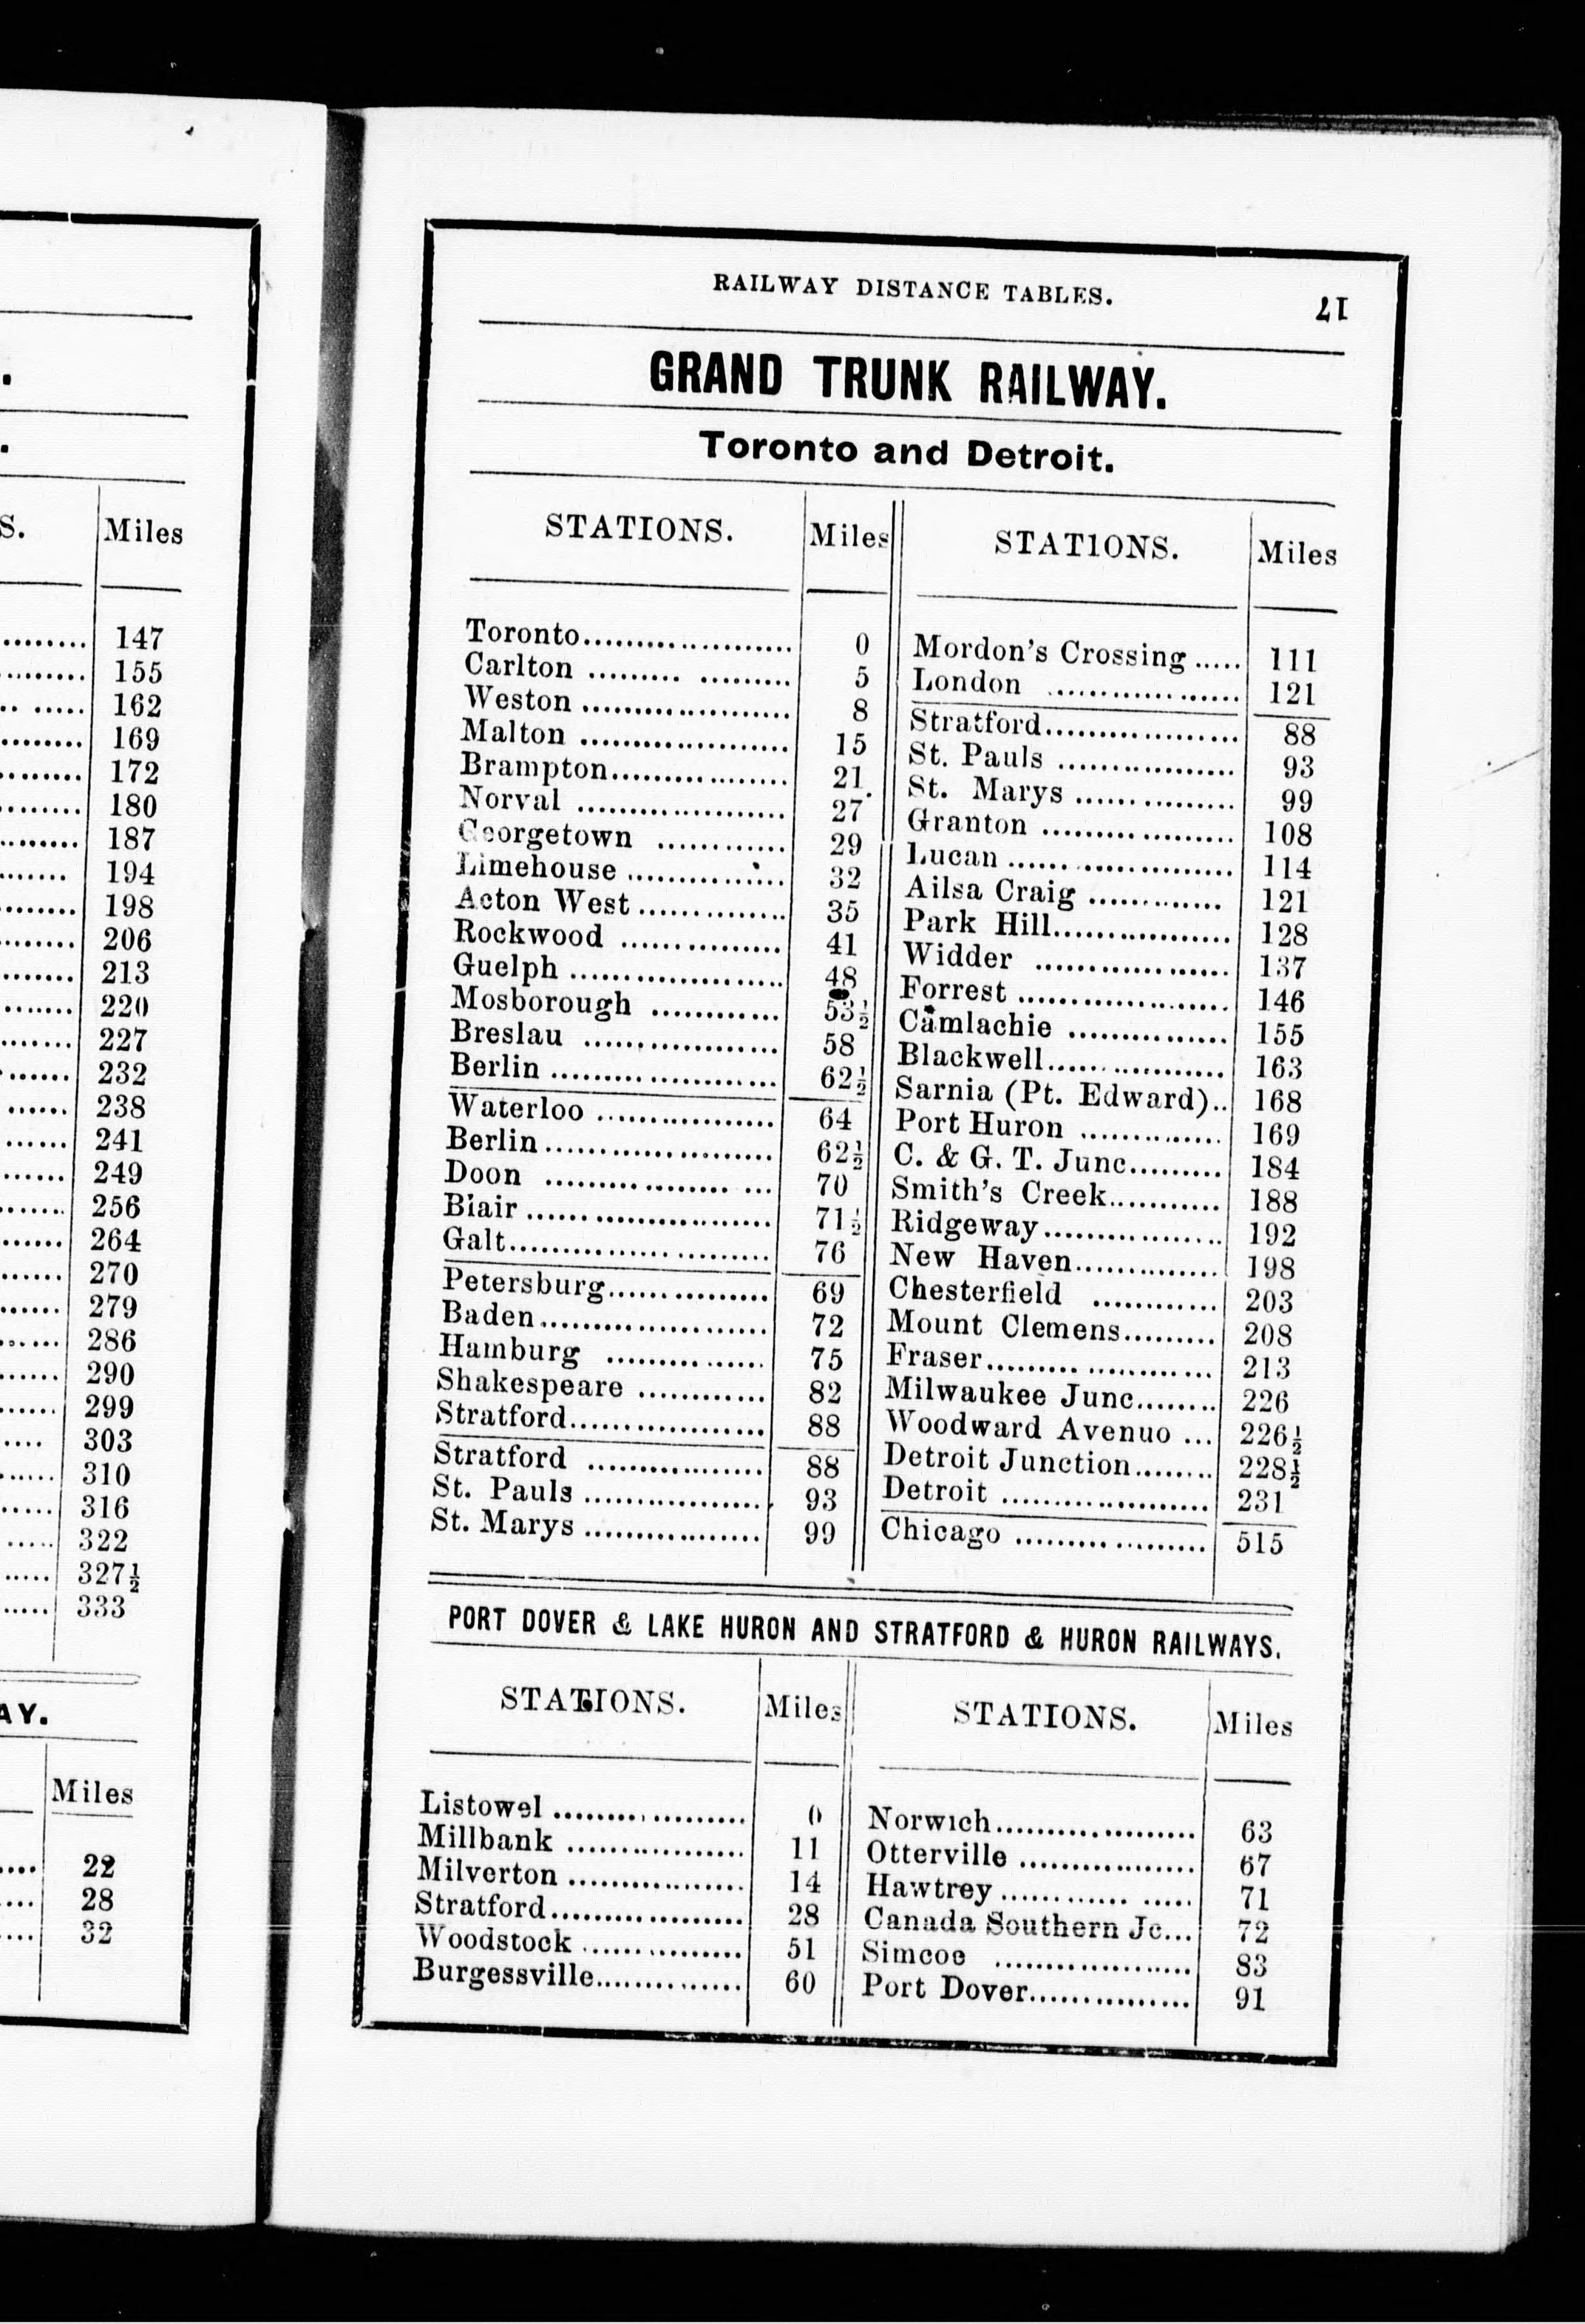 .
.
S. Miles
147
155
162
169
172
180
187
194
198
206
213
220
227
232
238
241
249
256
264
270
279
286
290
299
303
310
316
322
327½
333
AY.
Miles
22
28
32
RAILWAY DISTANCE TABLES. 17
GRAND TRUNK RAILWAY.
Toronto and Detroit.
STATIONS. Miles
Toronto 0
Carlton 5
Weston 8
Malton 15
Brampton 21
Norval 27
Georgetown 29
Limehouse 32
Acton West 35
Rockwood 41
Guelph 48
Mosborough 53½
Breslau 58
Berlin 62½
Waterloo 64
Berlin 62½
Doon 70
Blair 71½
Galt 76
Petersburg 69
Baden 72
Hamburg 75
Shakespeare 82
Stratford 88
Stratford 88
St. Pauls 93
St. Marys 99
STATIONS. Miles
Mordon's Crossing 111
London 121
Stratford 88
St. Pauls 93
St. Marys 99
Granton 108
Lucan 114
Ailsa Craig 121
Park Hill 128
Widder 137
Forrest 146
Camlachie 155
Blackwell 163
Sarnia (Pt. Edward) 168
Port Huron 169
C. & G. T. Junc 184
Smith's Creek 188
Ridgeway 192
New Haven 198
Chesterfield 203
Mount Clemens 208
Fraser 213
Milwaukee Junc 226
Woodward Avenuo 226½
Detroit Junction 228½
Detroit 231
Chicago 515
PORT DOVER & LAKE HURON AND STRATFORD & HURON RAILWAYS.
STATIONS. Miles
Listowel 0
Millbank 11
Milverton 14
Stratford 28
Woodstock 51
Burgessville 60
STATIONS. Miles
Norwich 63
Otterville 67
Hawtrey 71
Canada Southern Jc 72
Simcoe 83
Port Dover 91